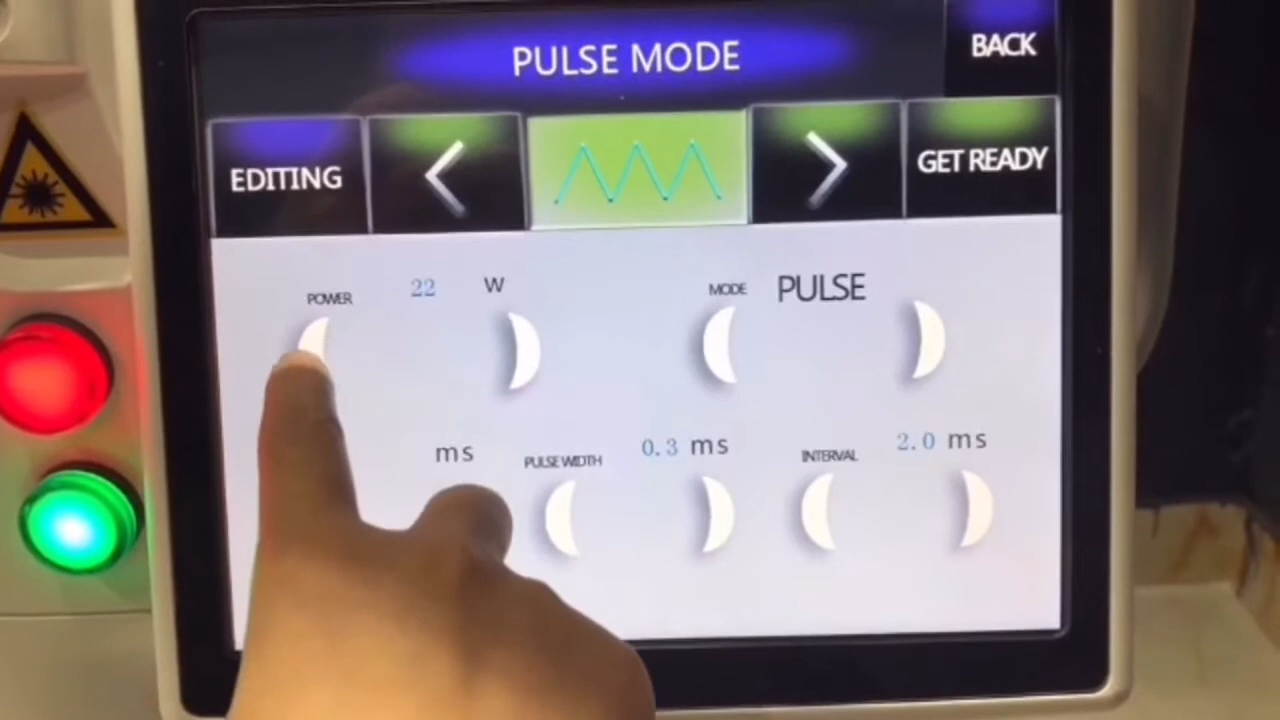 PULSE MODE
BACK
EDITING
GET READY
POWER 22 W
MODE PULSE
ms
PULSE WIDTH 0.3 ms
INTERVAL 2.0 ms